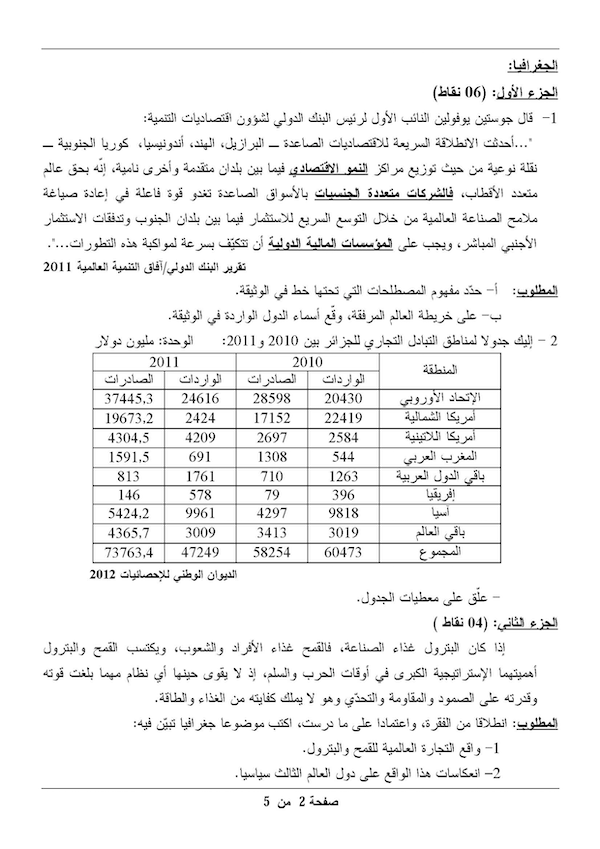 الجغرافيا:
الجزء الأول: (06 نقاط)
1- قال جوستين يوفولين النائب الأول لرئيس البنك الدولي لشؤون اقتصاديات التنمية:
"...أحدثت الانطلاقة السريعة للاقتصاديات الصاعدة – البرازيل، الهند، أندونيسيا، كوريا الجنوبية –
نقلة نوعية من حيث توزيع مراكز النمو الاقتصادي فيما بين بلدان متقدمة وأخرى نامية، إنّه بحق عالم
متعدد الأقطاب، فالشركات متعددة الجنسيات بالأسواق الصاعدة تغدو قوة فاعلة في إعادة صياغة
ملامح الصناعة العالمية من خلال التوسع السريع للاستثمار فيما بين بلدان الجنوب وتدفقات الاستثمار
الأجنبي المباشر، ويجب على المؤسسات المالية الدولية أن تتكيّف بسرعة لمواكبة هذه التطورات...".
تقرير البنك الدولي/آفاق التنمية العالمية 2011
المطلوب: أ- حدّد مفهوم المصطلحات التي تحتها خط في الوثيقة.
ب- على خريطة العالم المرفقة، وقّع أسماء الدول الواردة في الوثيقة.
2 - إليك جدولا لمناطق التبادل التجاري للجزائر بين 2010 و2011: الوحدة: مليون دولار
المنطقة 2010 2011
الواردات الصادرات الواردات الصادرات
الإتحاد الأوروبي 20430 28598 24616 37445,3
أمريكا الشمالية 22419 17152 2424 19673,2
أمريكا اللاتينية 2584 2697 4209 4304,5
المغرب العربي 544 1308 691 1591,5
باقي الدول العربية 1263 710 1761 813
إفريقيا 396 79 578 146
آسيا 9818 4297 9961 5424,2
باقي العالم 3019 3413 3009 4365,7
المجموع 60473 58254 47249 73763,4
الديوان الوطني للإحصائيات 2012
- علّق على معطيات الجدول.
الجزء الثاني: (04 نقاط )
إذا كان البترول غذاء الصناعة، فالقمح غذاء الأفراد والشعوب، ويكتسب القمح والبترول
أهميتهما الإستراتيجية الكبرى في أوقات الحرب والسلم، إذ لا يقوى حينها أي نظام مهما بلغت قوته
وقدرته على الصمود والمقاومة والتحدّي وهو لا يملك كفايته من الغذاء والطاقة.
المطلوب: انطلاقا من الفقرة، واعتمادا على ما درست، اكتب موضوعا جغرافيا تبيّن فيه:
1- واقع التجارة العالمية للقمح والبترول.
2- انعكاسات هذا الواقع على دول العالم الثالث سياسيا.
صفحة 2 من 5